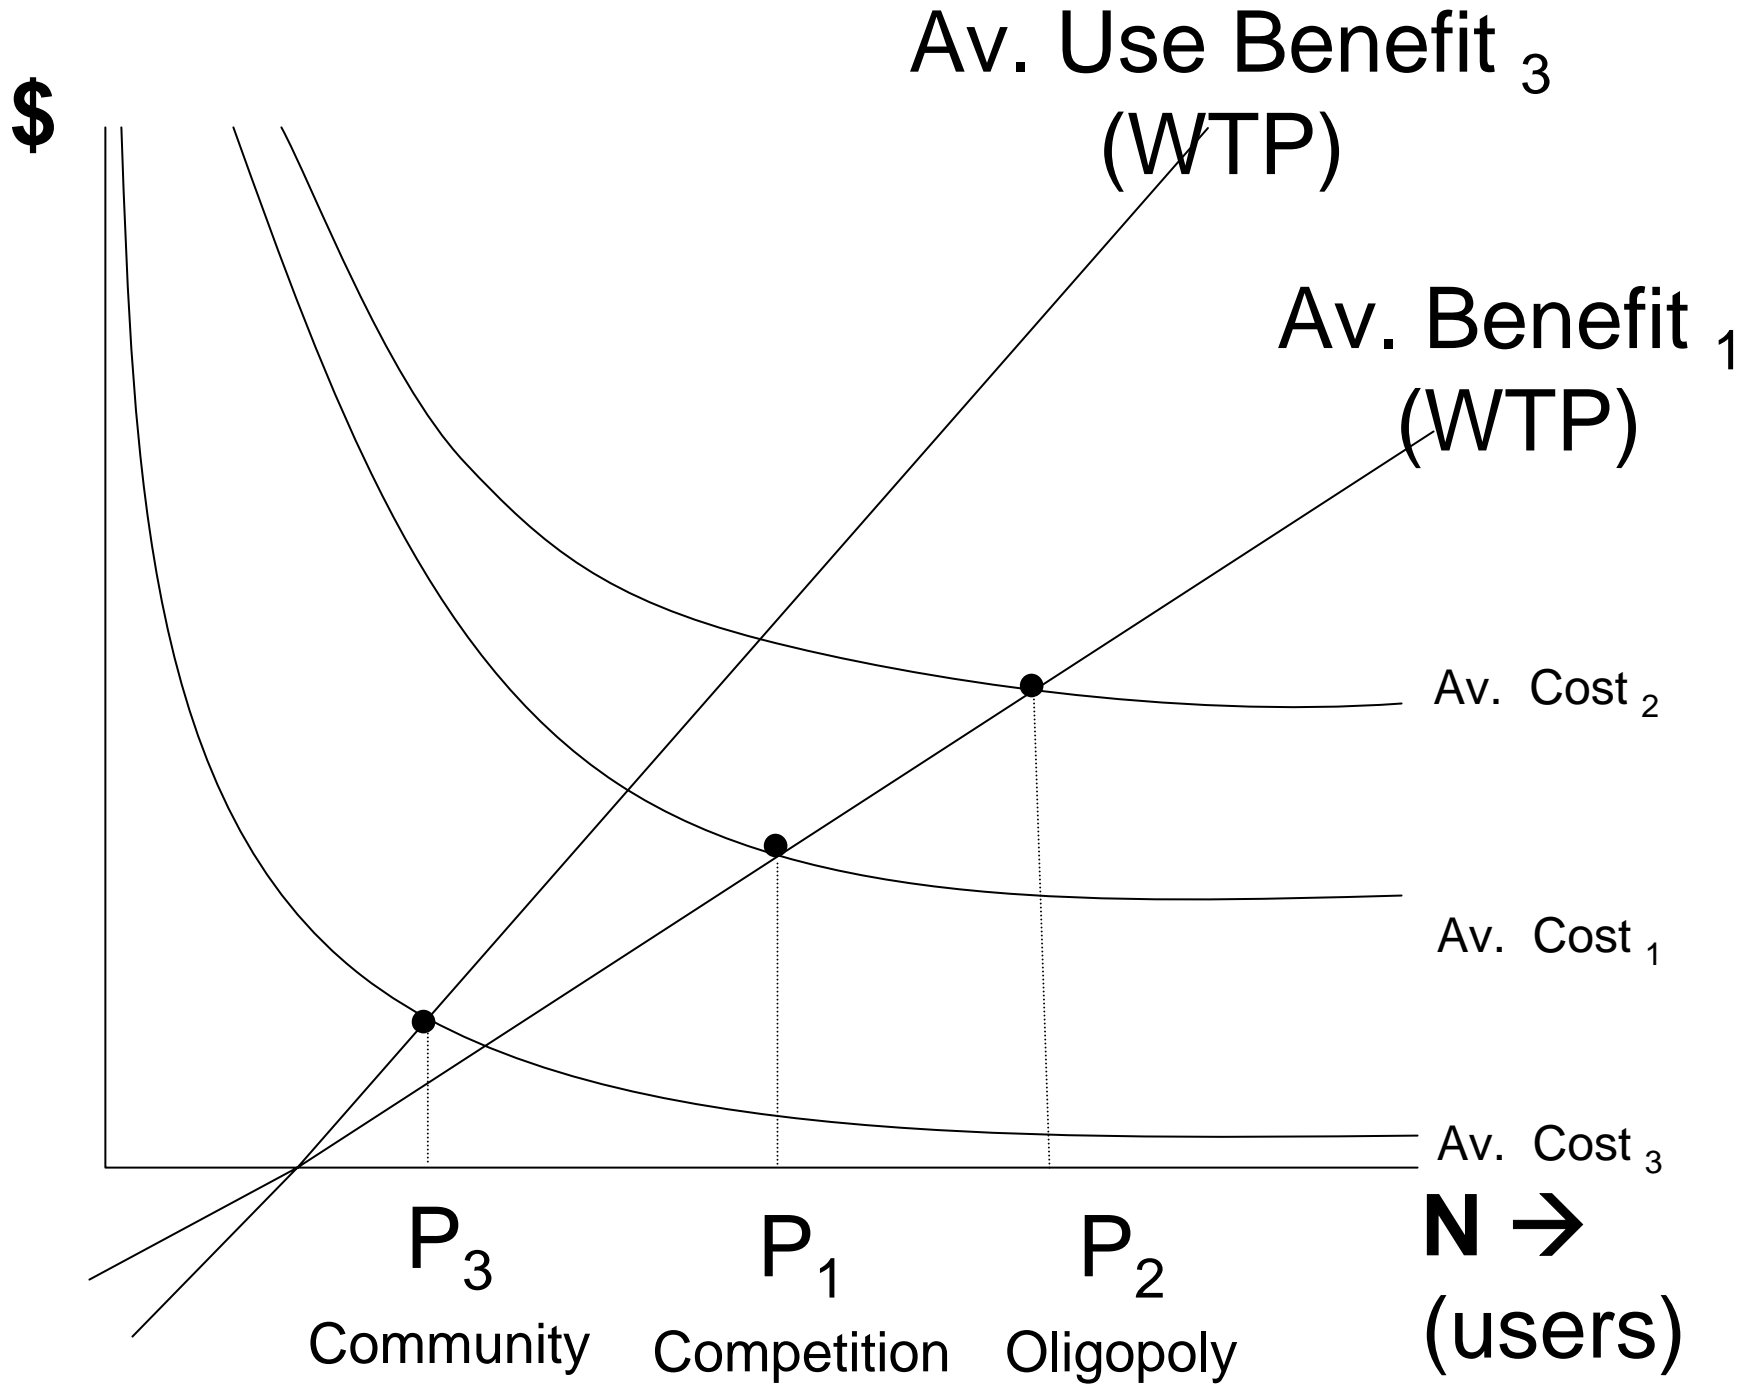 Av. Use Benefit 3
(WTP)
$
Av. Benefit 1
(WTP)
Av. Cost 2
Av. Cost 1
Av. Cost 3
P3 P1 P2 N →
Community Competition Oligopoly (users)